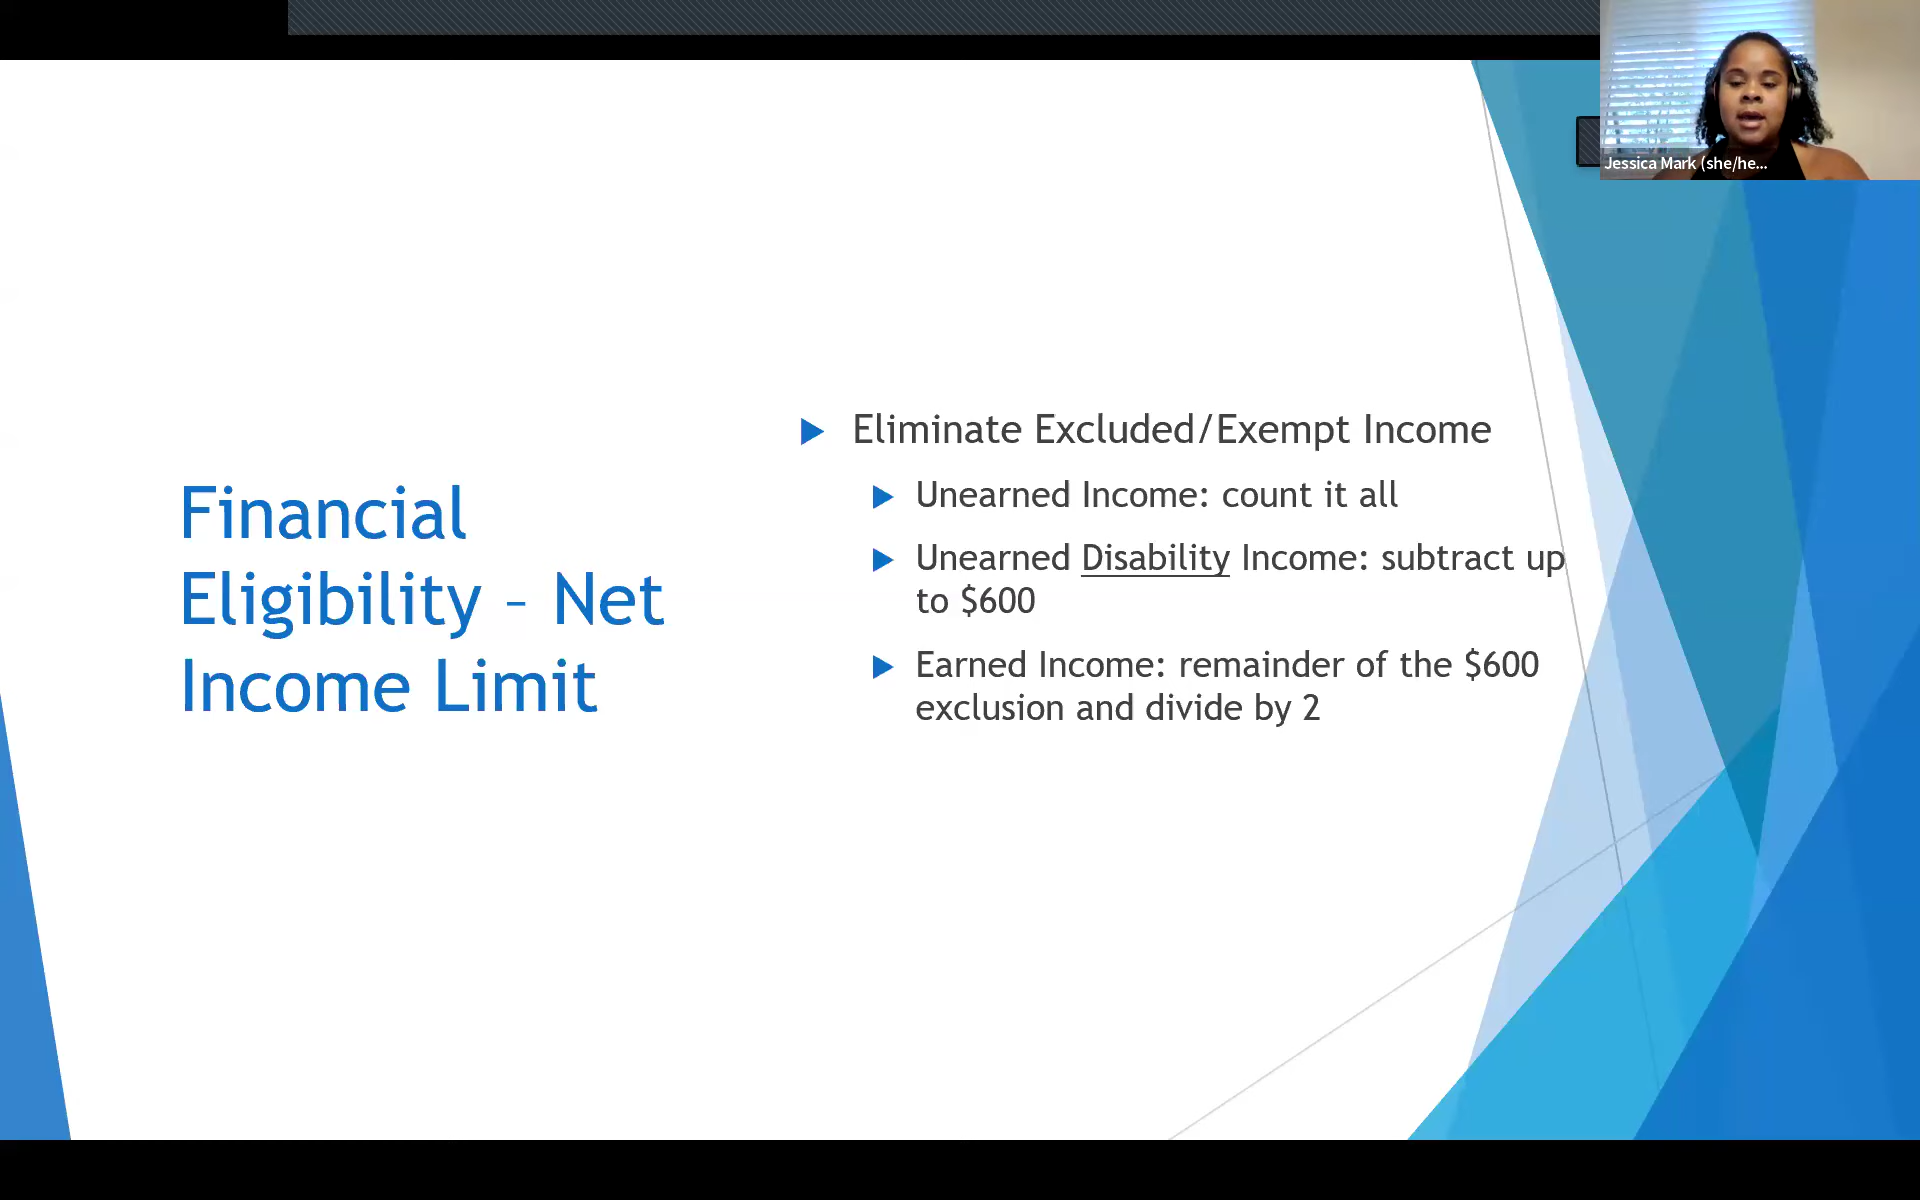 Jessica Mark (she/he...
Financial
Eligibility – Net
Income Limit
Eliminate Excluded/Exempt Income
Unearned Income: count it all
Unearned Disability Income: subtract up
to $600
Earned Income: remainder of the $600
exclusion and divide by 2